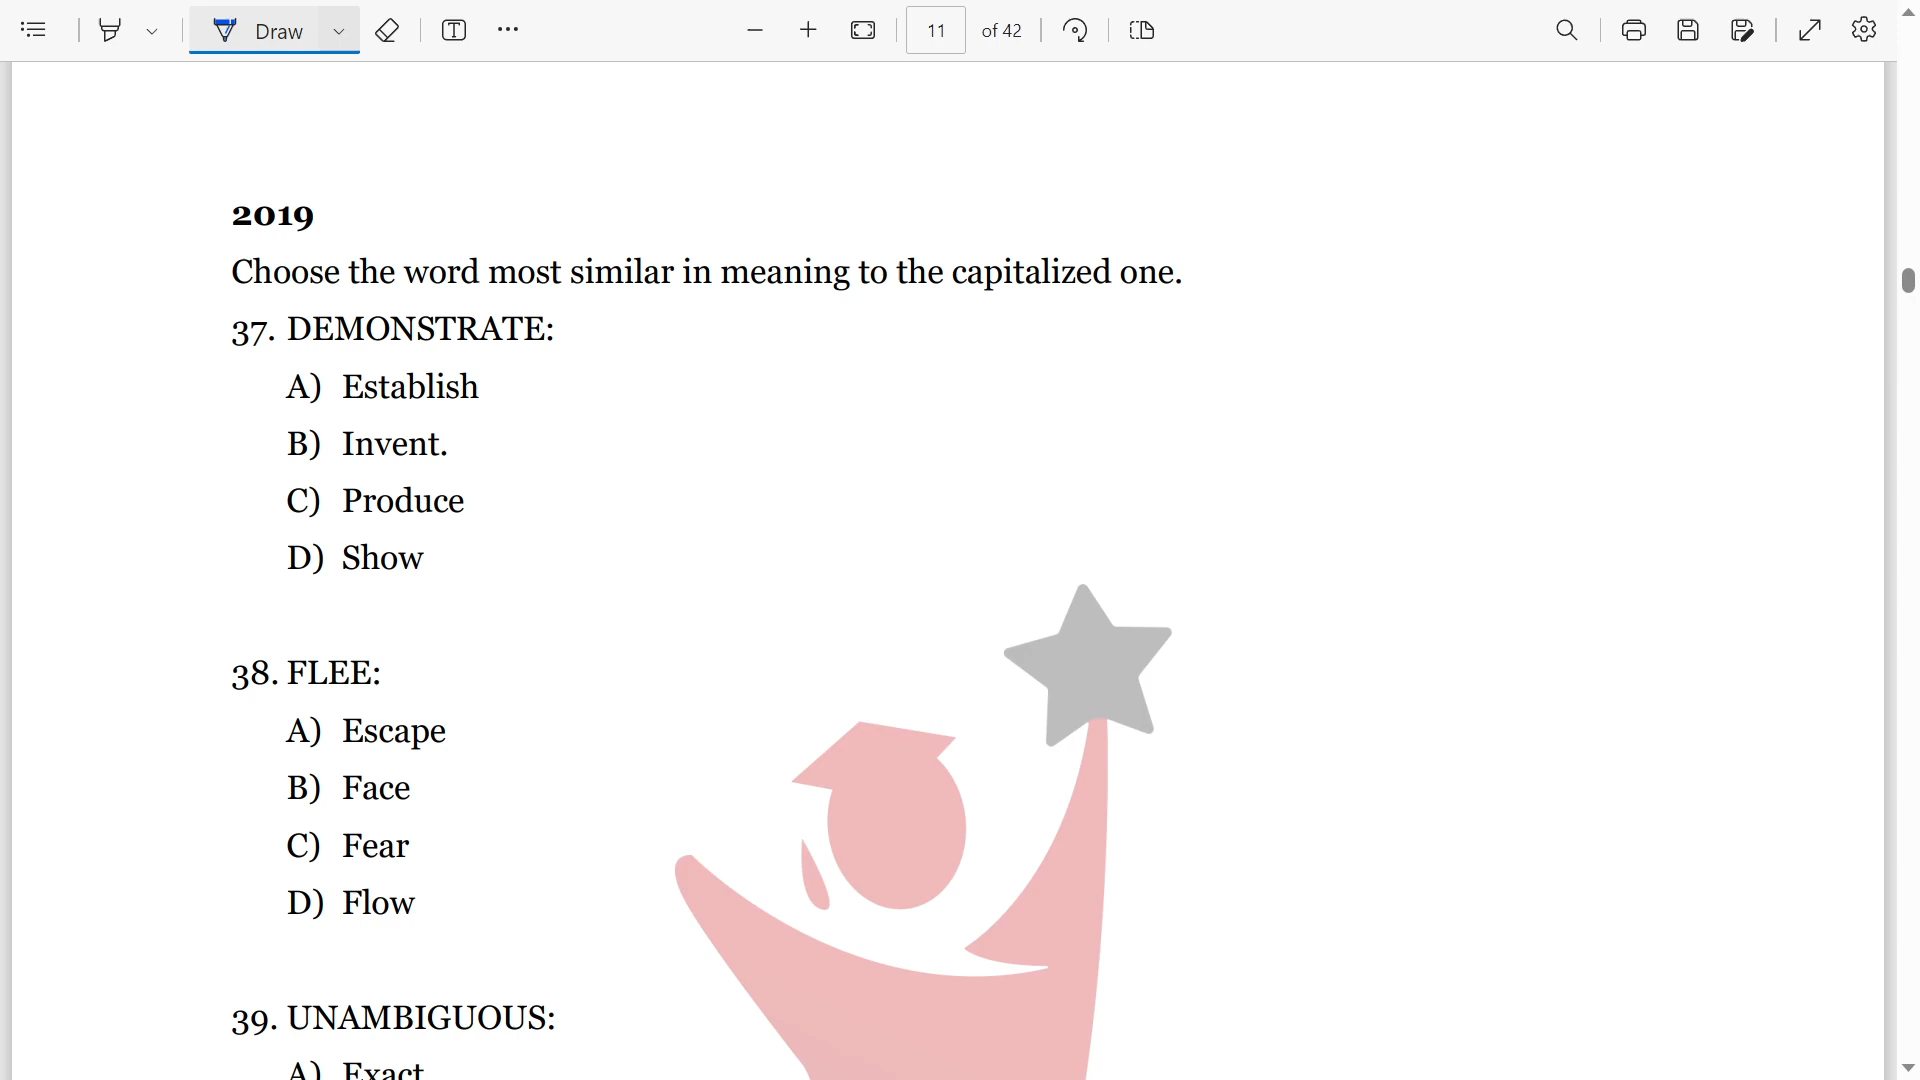 Draw
11 of 42
2019
Choose the word most similar in meaning to the capitalized one.
37. DEMONSTRATE:
A) Establish
B) Invent.
C) Produce
D) Show
38. FLEE:
A) Escape
B) Face
C) Fear
D) Flow
39. UNAMBIGUOUS:
A) Exact